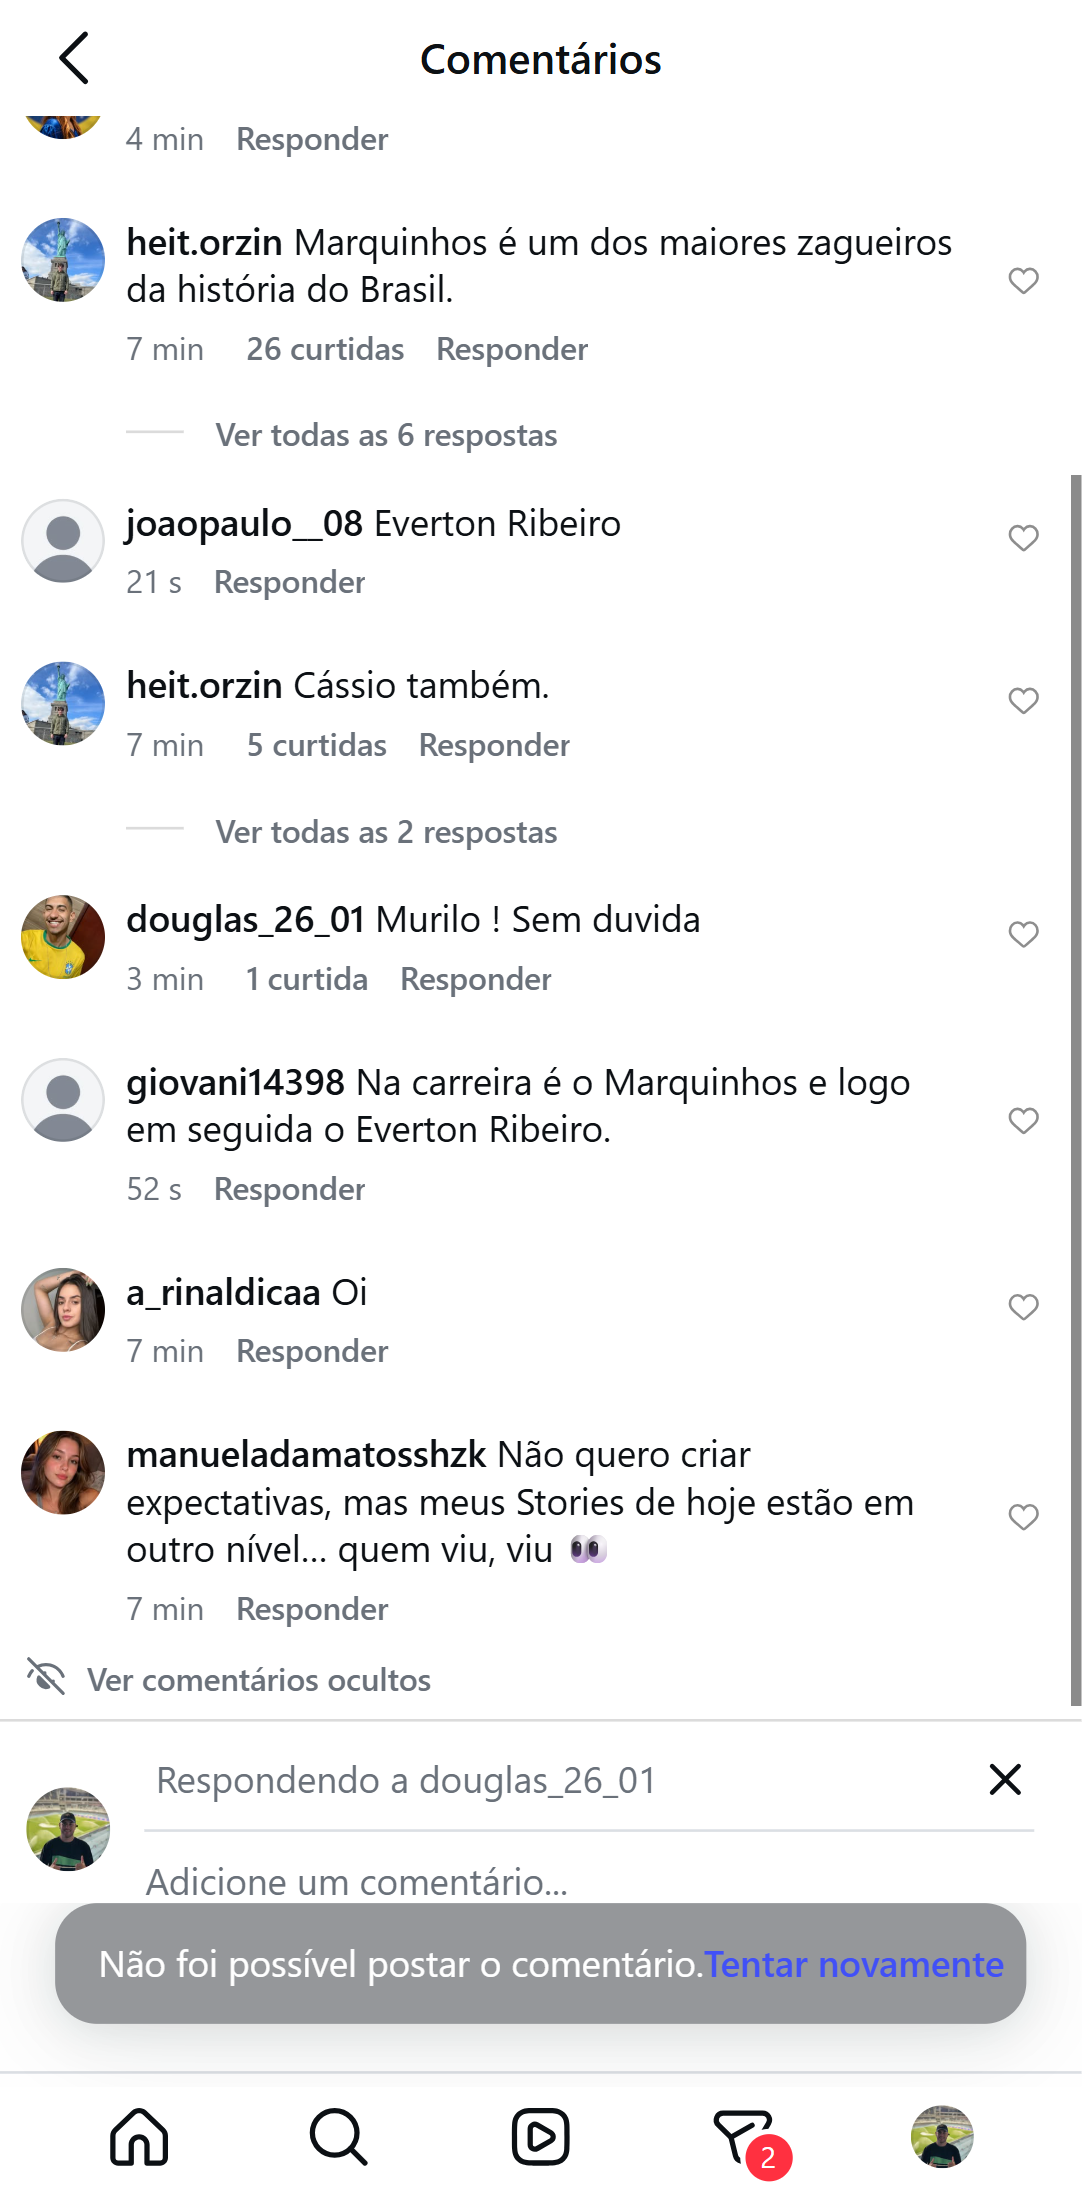 Comentários
4 min Responder
heit.orzin Marquinhos é um dos maiores zagueiros
da história do Brasil.
7 min 26 curtidas Responder
Ver todas as 6 respostas
joaopaulo__08 Everton Ribeiro
21 s Responder
heit.orzin Cássio também.
7 min 5 curtidas Responder
Ver todas as 2 respostas
douglas_26_01 Murilo ! Sem duvida
3 min 1 curtida Responder
giovani14398 Na carreira é o Marquinhos e logo
em seguida o Everton Ribeiro.
52 s Responder
a_rinaldicaa Oi
7 min Responder
manueladamatosshzk Não quero criar
expectativas, mas meus Stories de hoje estão em
outro nível... quem viu, viu 👀
7 min Responder
Ver comentários ocultos
Respondendo a douglas_26_01
Adicione um comentário...
Não foi possível postar o comentário.Tentar novamente
2